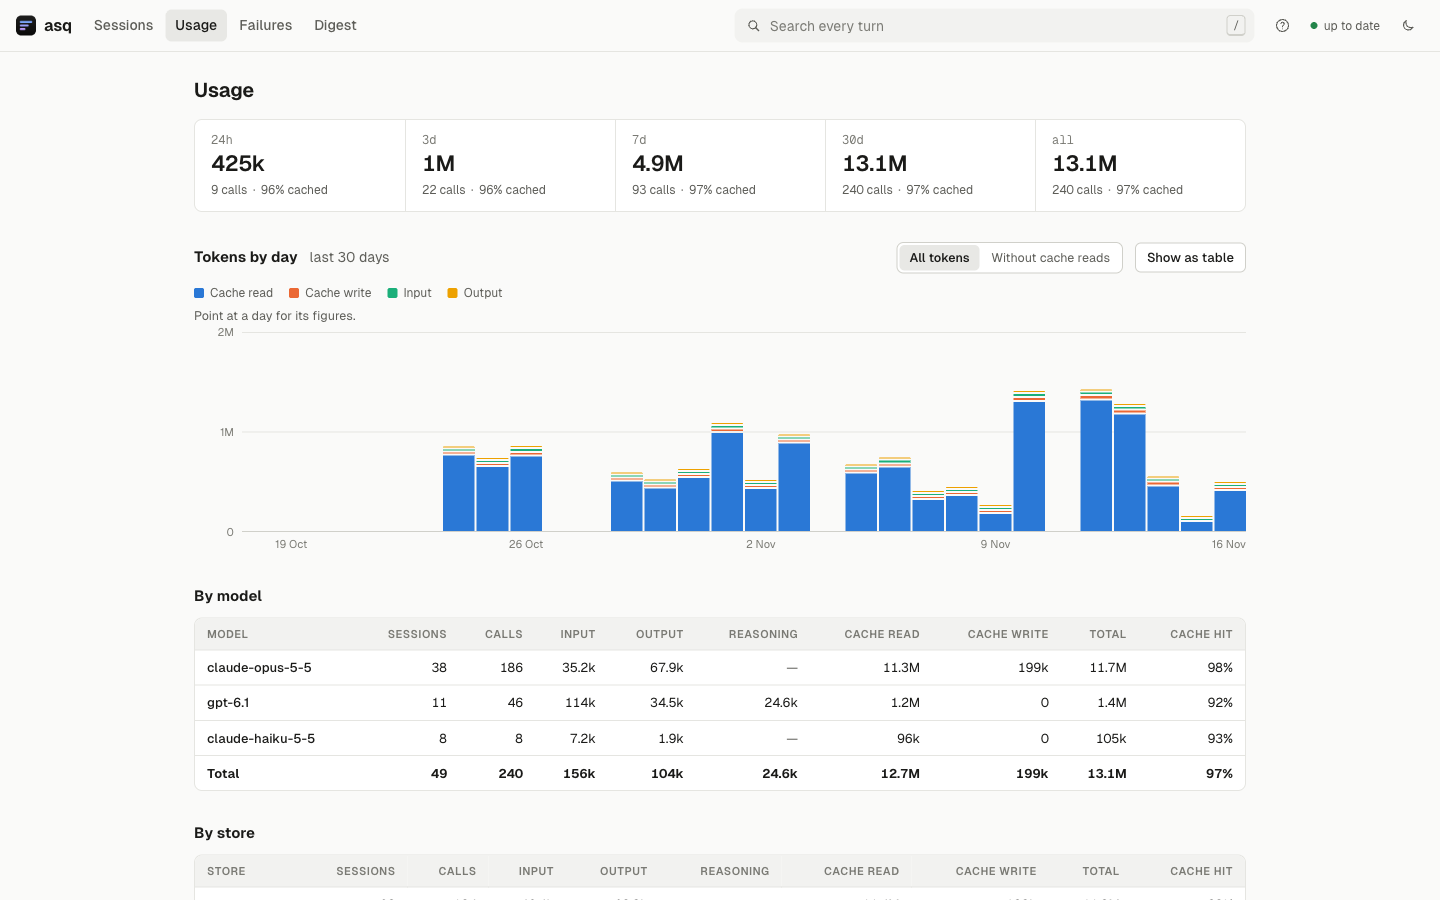 asq Sessions Usage Failures Digest Search every turn / up to date
Usage
24h 3d 7d 30d all
425k 1M 4.9M 13.1M 13.1M
9 calls · 96% cached 22 calls · 96% cached 93 calls · 97% cached 240 calls · 97% cached 240 calls · 97% cached
Tokens by day last 30 days All tokens Without cache reads Show as table
Cache read Cache write Input Output
Point at a day for its figures.
2M
1M
0
19 Oct 26 Oct 2 Nov 9 Nov 16 Nov
By model
MODEL SESSIONS CALLS INPUT OUTPUT REASONING CACHE READ CACHE WRITE TOTAL CACHE HIT
claude-opus-5-5 38 186 35.2k 67.9k — 11.3M 199k 11.7M 98%
gpt-6.1 11 46 114k 34.5k 24.6k 1.2M 0 1.4M 92%
claude-haiku-5-5 8 8 7.2k 1.9k — 96k 0 105k 93%
Total 49 240 156k 104k 24.6k 12.7M 199k 13.1M 97%
By store
STORE SESSIONS CALLS INPUT OUTPUT REASONING CACHE READ CACHE WRITE TOTAL CACHE HIT